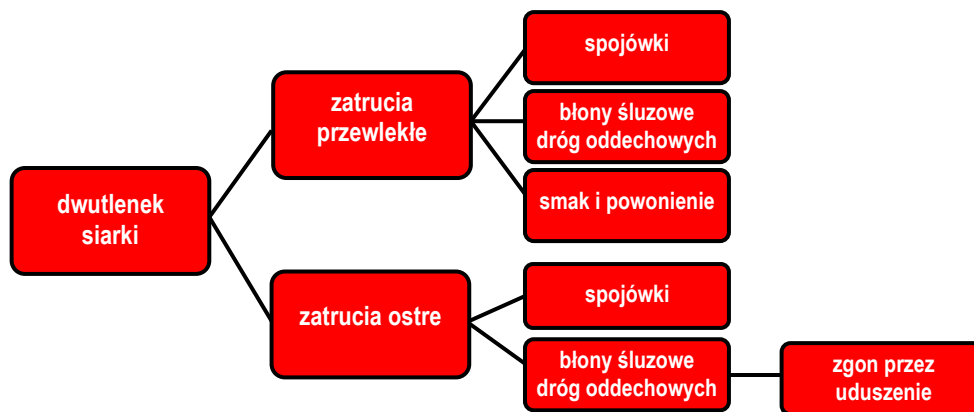 dwutlenek
siarki
zatrucia
przewlekłe
spojówki
błony śluzowe
dróg oddechowych
smak i powonienie
zatrucia ostre
spojówki
błony śluzowe
dróg oddechowych
zgon przez
uduszenie